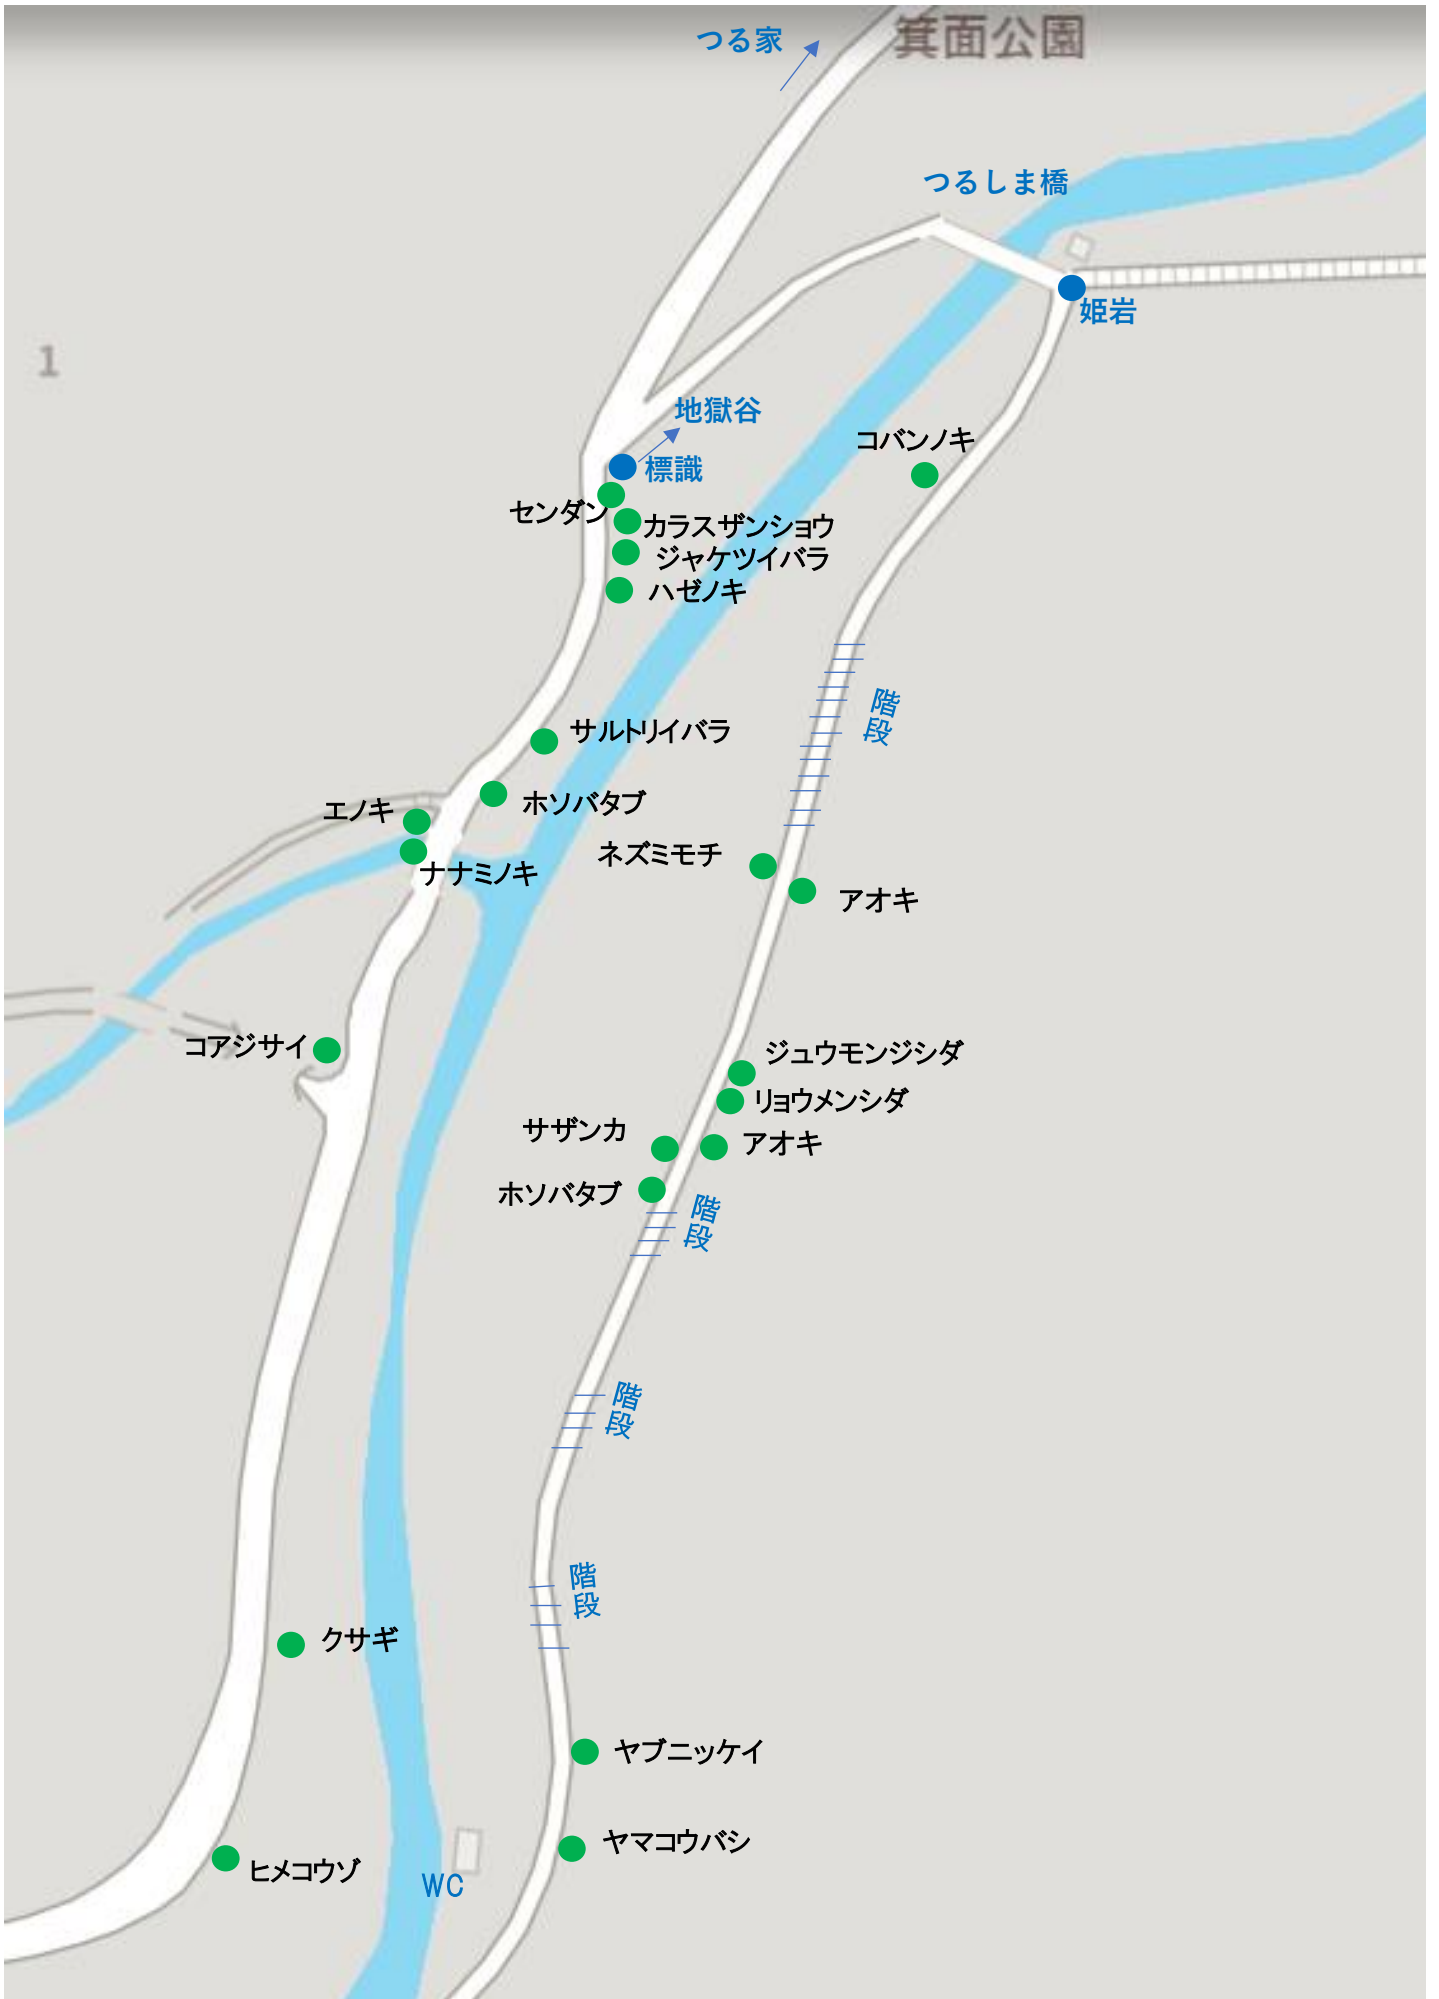 つる家
箕面公園
つるしま橋
姫岩
1
地獄谷
コバンノキ
標識
センダン
カラスザンショウ
ジャケツイバラ
ハゼノキ
階段
サルトリイバラ
エノキ
ホソバタブ
ネズミモチ
ナナミノキ
アオキ
コアジサイ
ジュウモンジシダ
リョウメンシダ
サザンカ
アオキ
ホソバタブ
階段
階段
階段
クサギ
ヤブニッケイ
ヤマコウバシ
ヒメコウゾ
WC